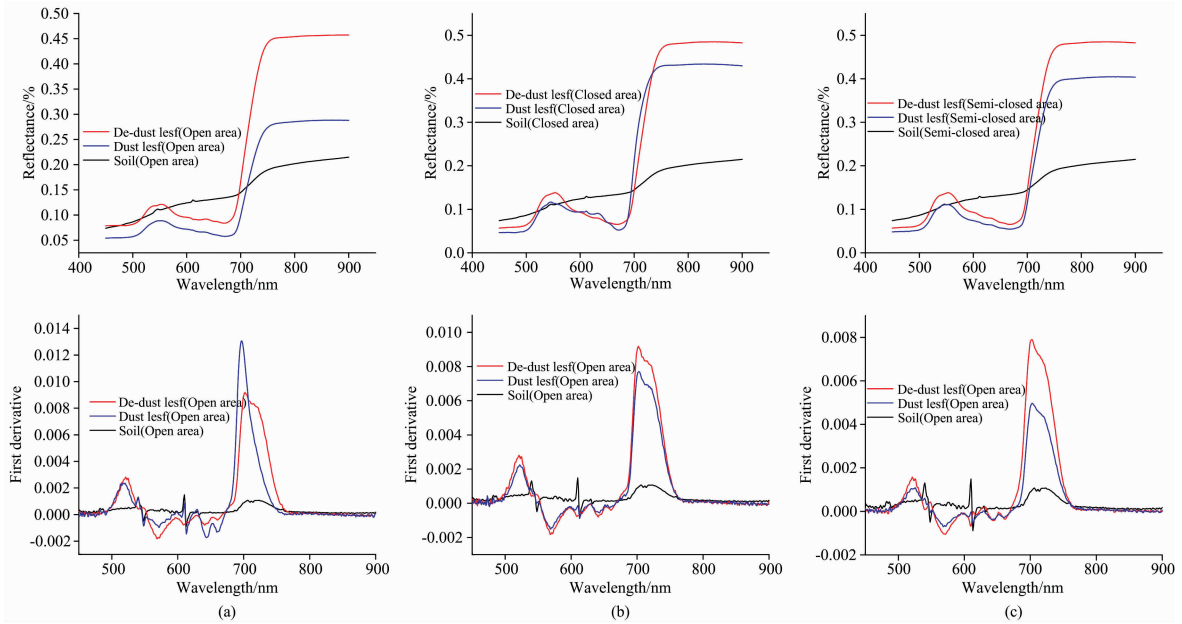 0.50
0.45
0.40
0.35
0.30
0.25
0.20
0.15
0.10
0.05
Reflectance/%
De-dust lesf(Open area)
Dust lesf(Open area)
Soil(Open area)
400 500 600 700 800 900
Wavelength/nm
0.5
0.4
0.3
0.2
0.1
0.0
Reflectance/%
De-dust lesf(Closed area)
Dust lesf(Closed area)
Soil(Closed area)
400 500 600 700 800 900
Wavelength/nm
0.5
0.4
0.3
0.2
0.1
0.0
Reflectance/%
De-dust lesf(Semi-closed area)
Dust lesf(Semi-closed area)
Soil(Semi-closed area)
400 500 600 700 800 900
Wavelength/nm
0.014
0.012
0.010
0.008
0.006
0.004
0.002
0.000
-0.002
First derivative
De-dust lesf(Open area)
Dust lesf(Open area)
Soil(Open area)
500 600 700 800 900
Wavelength/nm
(a)
0.010
0.008
0.006
0.004
0.002
0.000
-0.002
First derivative
De-dust lesf(Open area)
Dust lesf(Open area)
Soil(Open area)
500 600 700 800 900
Wavelength/nm
(b)
0.008
0.006
0.004
0.002
0.000
-0.002
First derivative
De-dust lesf(Open area)
Dust lesf(Open area)
Soil(Open area)
500 600 700 800 900
Wavelength/nm
(c)